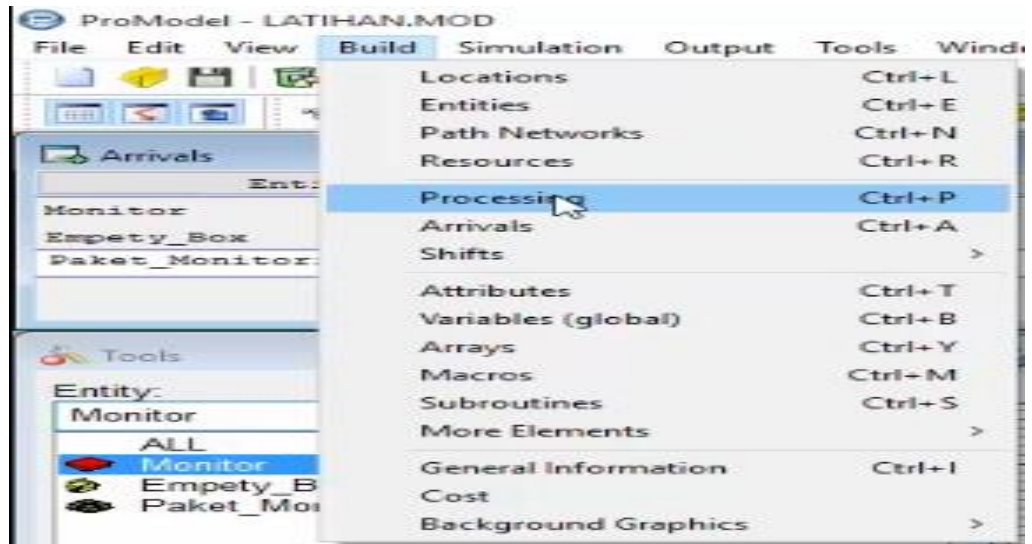 ProModel - LATIHAN.MOD
File Edit View Build Simulation Output Tools
Locations Ctrl+L
Entities Ctrl+E
Path Networks Ctrl+N
Resources Ctrl+R
Processing Ctrl+P
Arrivals Ctrl+A
Shifts >
Attributes Ctrl+T
Variables (global) Ctrl+B
Arrays Ctrl+Y
Macros Ctrl+M
Subroutines Ctrl+S
More Elements >
General Information Ctrl+I
Cost
Background Graphics >
Arrivals
Monitor
Empety_Box
Paket_Monitor
Tools
Entity:
Monitor
ALL
Monitor
Empety_B
Paket_Mo